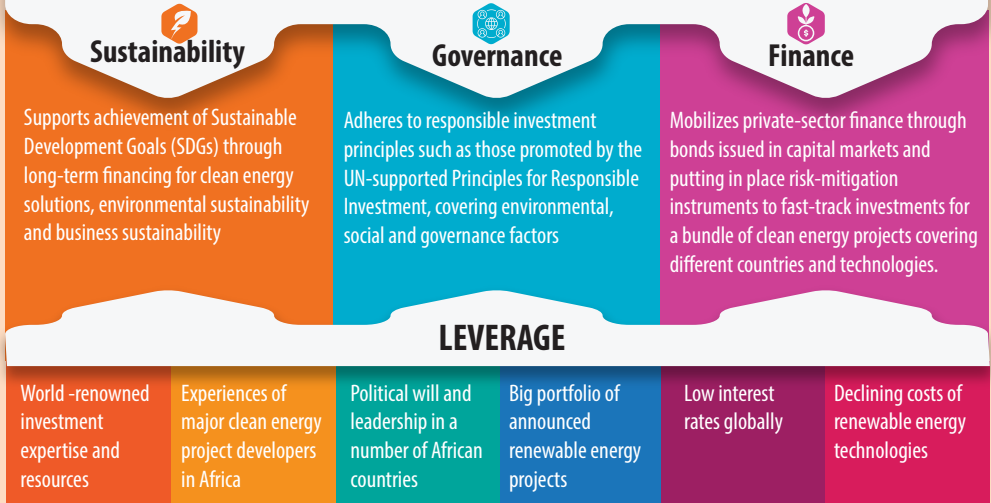 Sustainability
Supports achievement of Sustainable
Development Goals (SDGs) through
long-term financing for clean energy
solutions, environmental sustainability
and business sustainability
Governance
Adheres to responsible investment
principles such as those promoted by the
UN-supported Principles for Responsible
Investment, covering environmental,
social and governance factors
Finance
Mobilizes private-sector finance through
bonds issued in capital markets and
putting in place risk-mitigation
instruments to fast-track investments for
a bundle of clean energy projects covering
different countries and technologies.
LEVERAGE
World -renowned
investment
expertise and
resources
Experiences of
major clean energy
project developers
in Africa
Political will and
leadership in a
number of African
countries
Big portfolio of
announced
renewable energy
projects
Low interest
rates globally
Declining costs of
renewable energy
technologies